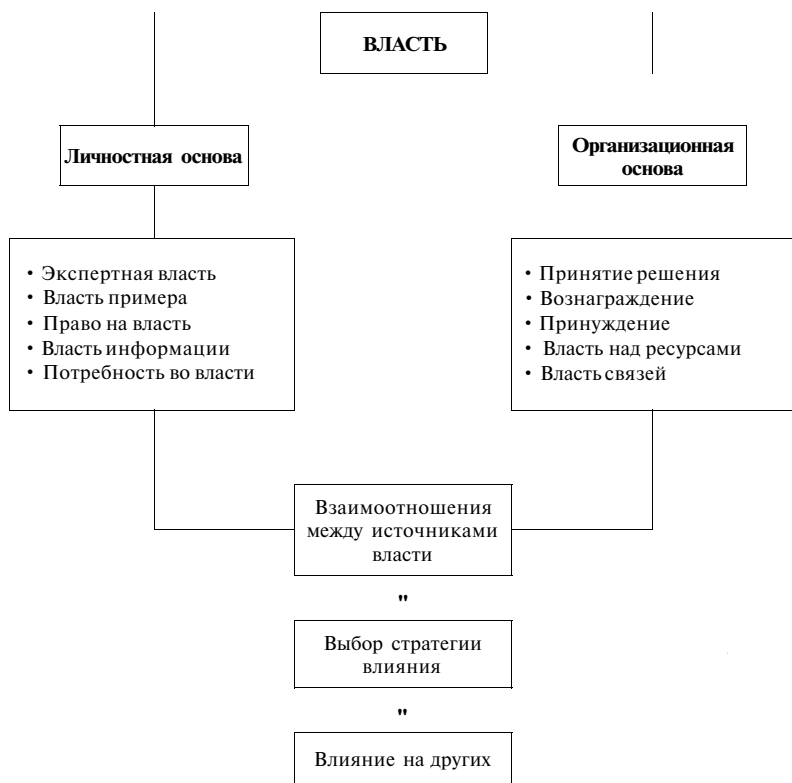 ВЛАСТЬ
Личностная основа
Организационная
основа
• Экспертная власть
• Власть примера
• Право на власть
• Власть информации
• Потребность во власти
• Принятие решения
• Вознаграждение
• Принуждение
• Власть над ресурсами
• Власть связей
Взаимоотношения
между источниками
власти
"
Выбор стратегии
влияния
"
Влияние на других